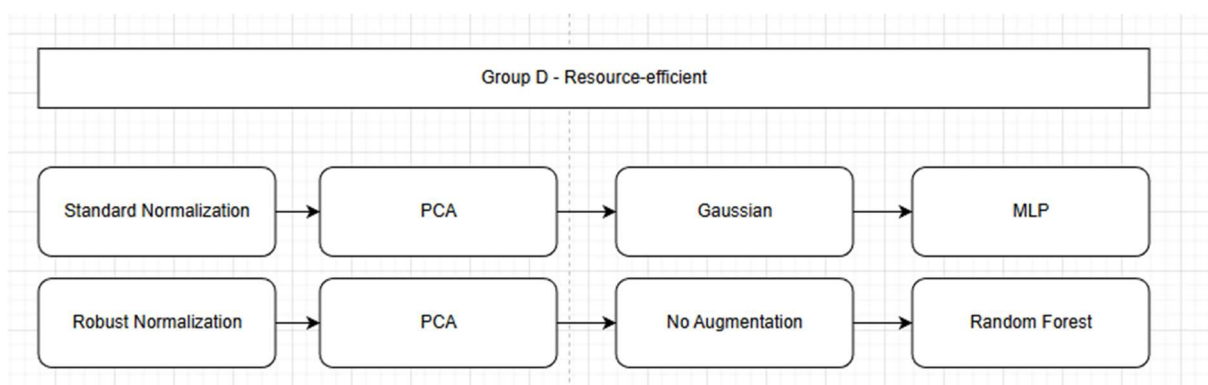 Group D - Resource-efficient
Standard Normalization
PCA
Gaussian
MLP
Robust Normalization
PCA
No Augmentation
Random Forest